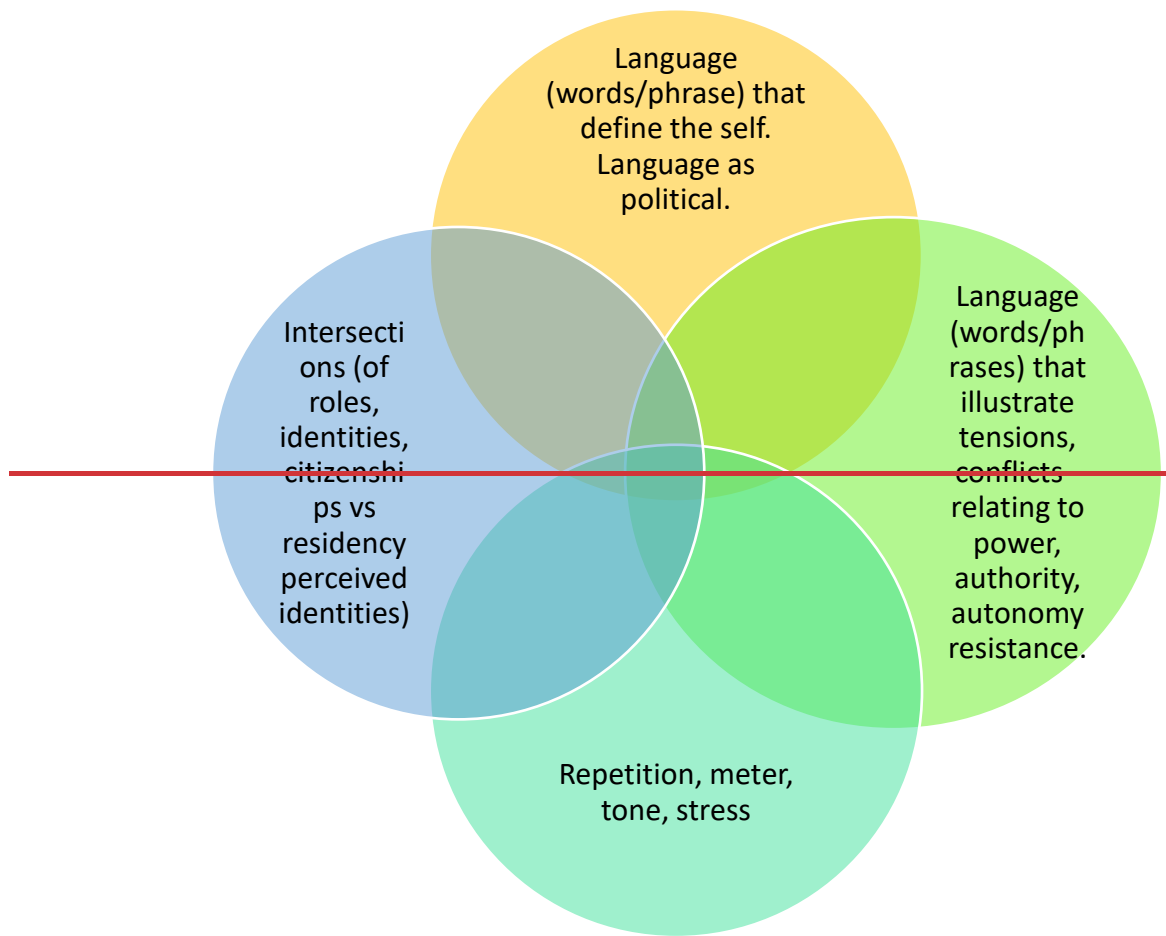 Language
(words/phrase) that
define the self.
Language as
political.
Intersecti
ons (of
roles,
identities,
citizenshi
ps vs
residency
perceived
identities)
Language
(words/ph
rases) that
illustrate
tensions,
conflicts
relating to
power,
authority,
autonomy
resistance.
Repetition, meter,
tone, stress